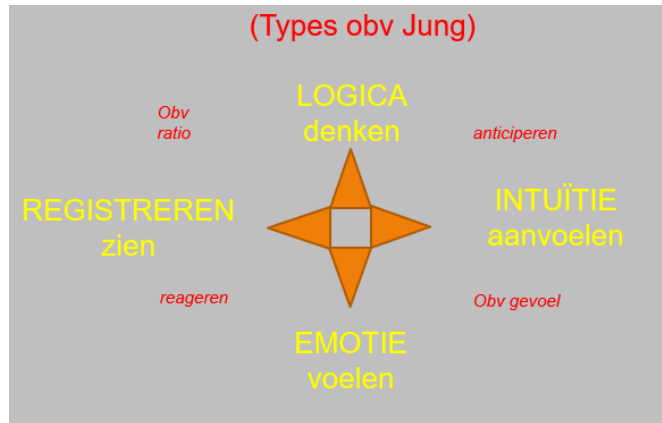 (Types obv Jung)
LOGICA
denken
Obv
ratio
anticiperen
REGISTREREN
zien
INTUÏTIE
aanvoelen
reageren
Obv gevoel
EMOTIE
voelen